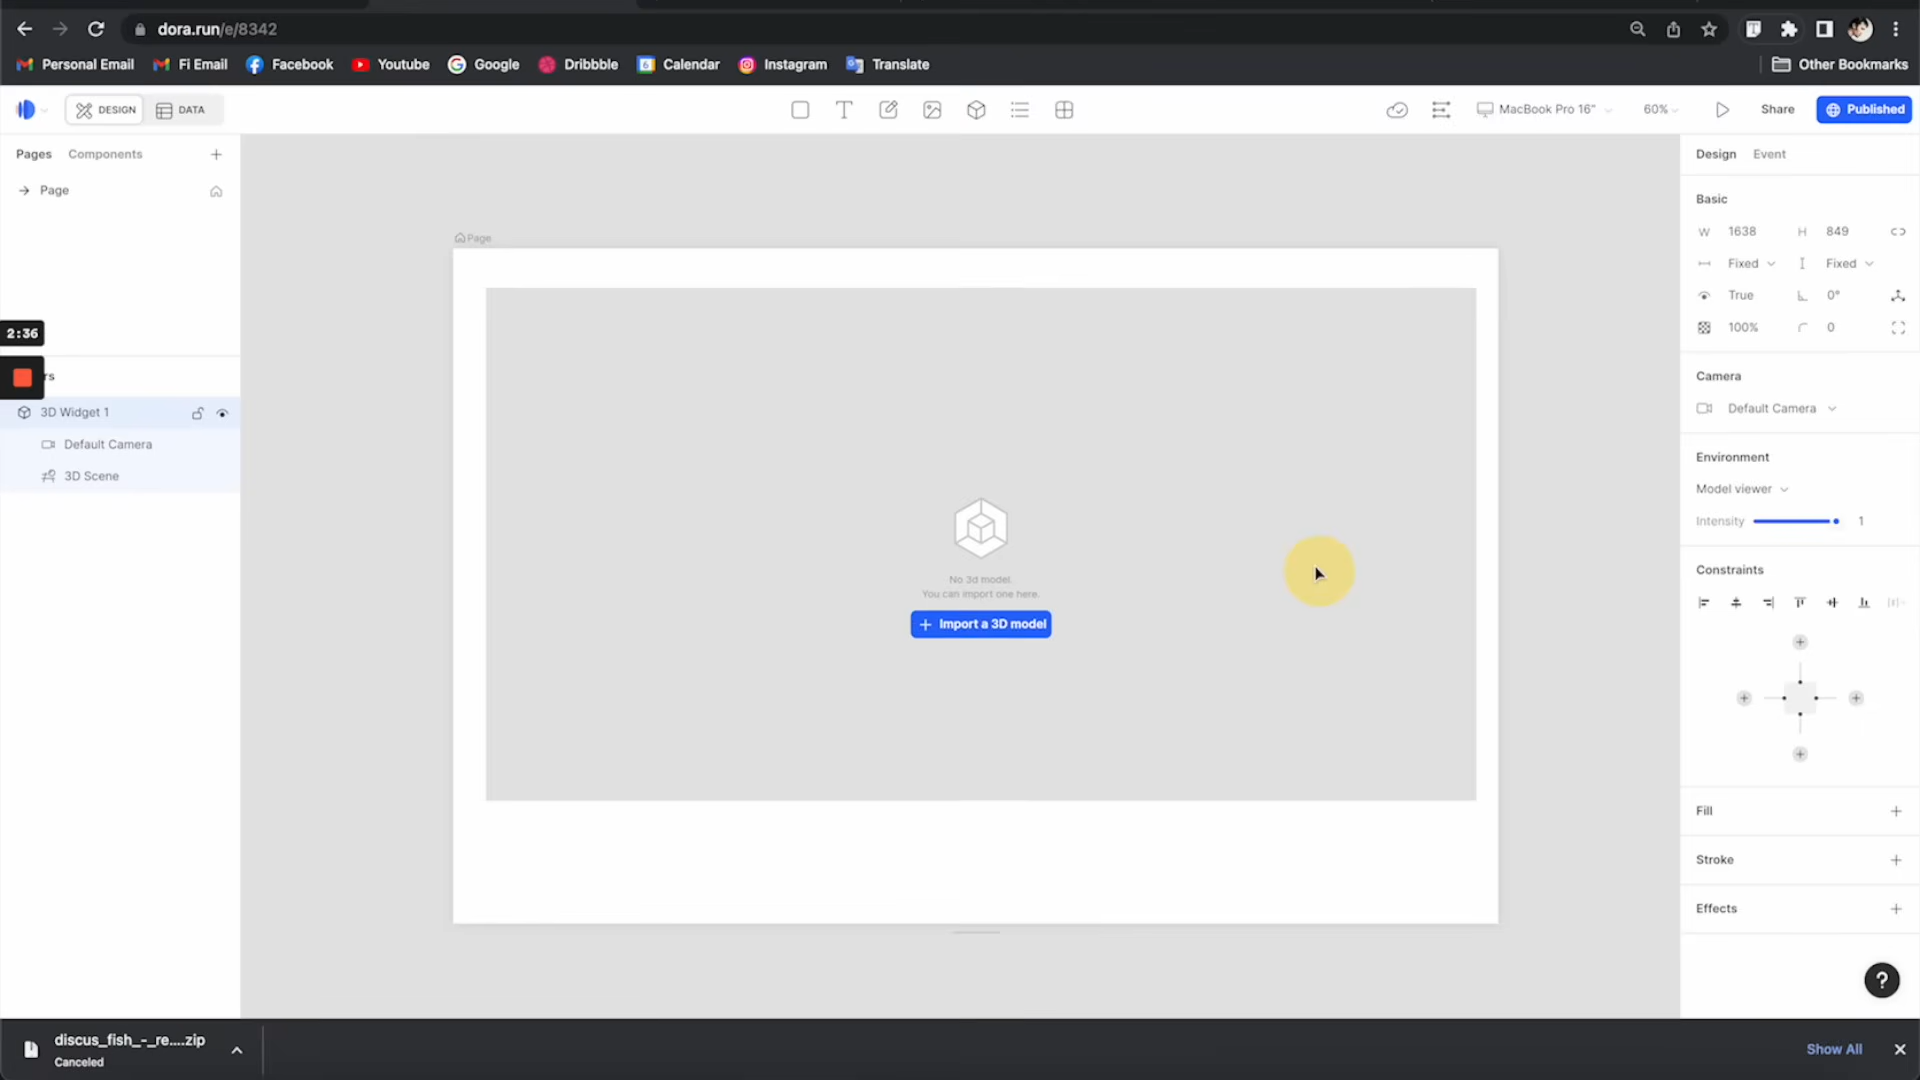 dora.run/e/8342
Personal Email
Fi Email
Facebook
Youtube
Google
Dribbble
6
Calendar
Instagram
Translate
Other Bookmarks
DESIGN
DATA
MacBook Pro 16"
60%
Share
Published
Pages
Components
Page
2:36
rs
3D Widget 1
Default Camera
3D Scene
Page
No 3d model.
You can import one here.
Import a 3D model
Design
Event
Basic
W 1638 H 849
Fixed
Fixed
True
0°
100%
0
Camera
Default Camera
Environment
Model viewer
Intensity
1
Constraints
Fill
Stroke
Effects
?
discus_fish_-_re....zip
Canceled
Show All